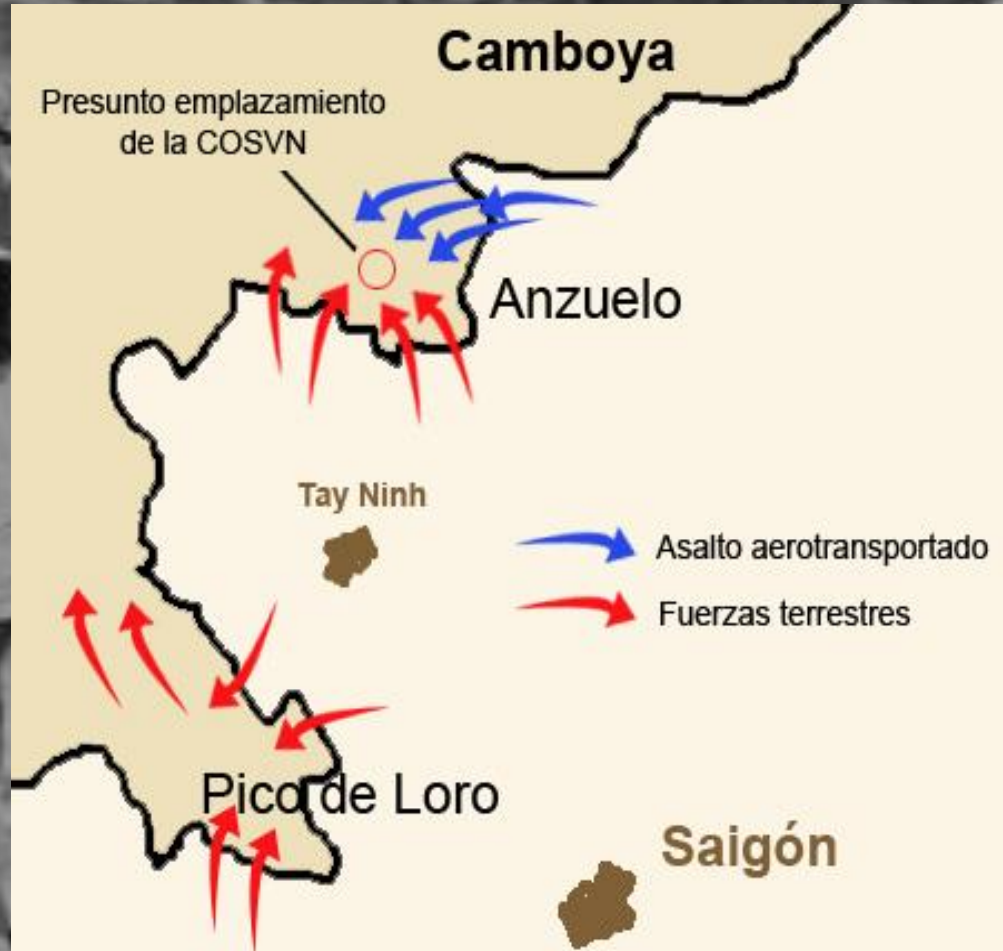 Camboya
Presunto emplazamiento
de la COSVN
Anzuelo
Tay Ninh
Asalto aerotransportado
Fuerzas terrestres
Pico de Loro
Saigón